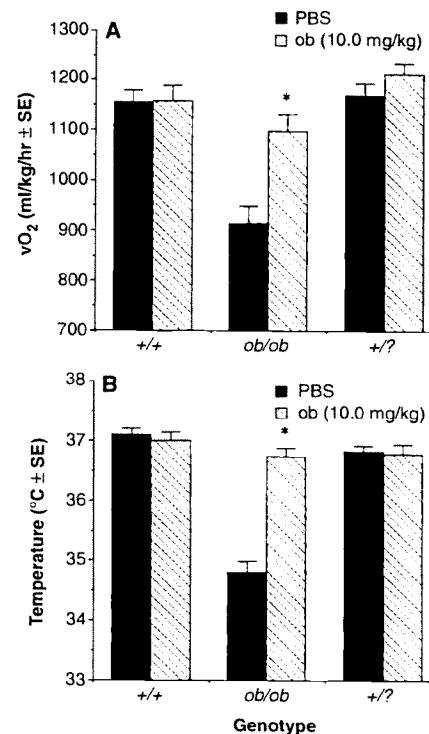 A
PBS
ob (10.0 mg/kg)
vO₂ (ml/kg/hr ± SE)
1300
1200
1100
1000
900
800
700
*
+/+
ob/ob
+/?
B
PBS
ob (10.0 mg/kg)
Temperature (°C ± SE)
38
37
36
35
34
33
*
+/+
ob/ob
+/?
Genotype